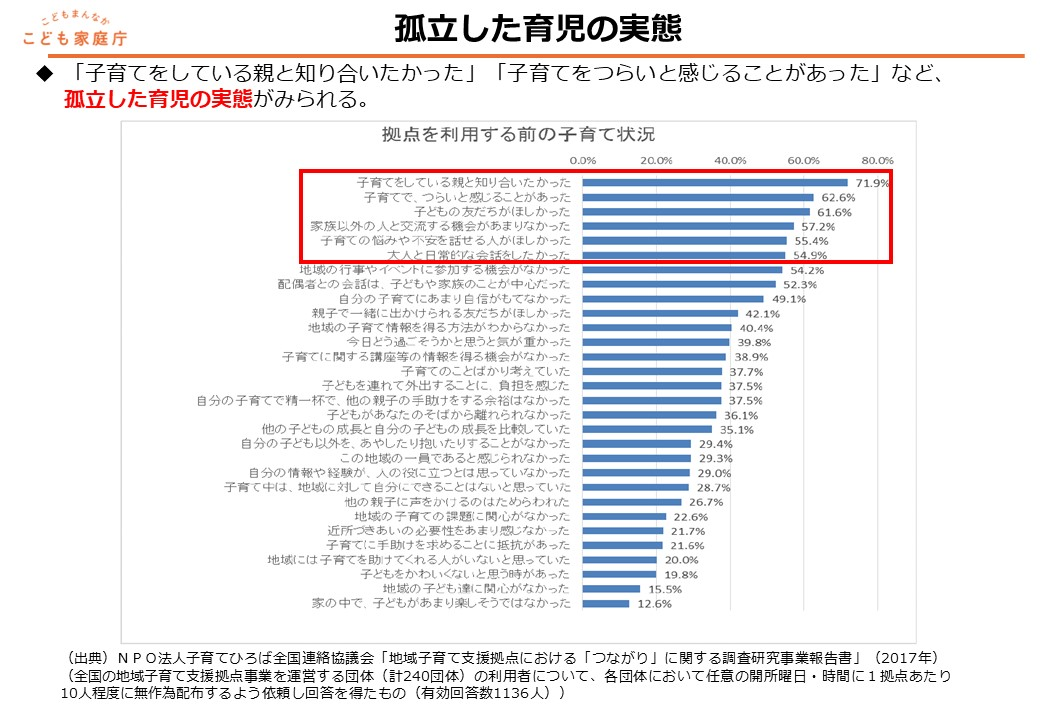 こどもまんなか
こども家庭庁
孤立した育児の実態
◆ 「子育てをしている親と知り合いたかった」「子育てをつらいと感じることがあった」など、
孤立した育児の実態がみられる。
拠点を利用する前の子育て状況
0.0% 20.0% 40.0% 60.0% 80.0%
子育てをしている親と知り合いたかった 71.9%
子育てで、つらいと感じることがあった 62.6%
子どもの友だちがほしかった 61.6%
家族以外の人と交流する機会があまりなかった 57.2%
子育ての悩みや不安を話せる人がほしかった 55.4%
大人と日常的な会話をしたかった 54.9%
地域の行事やイベントに参加する機会がなかった 54.2%
配偶者との会話は、子どもや家族のことが中心だった 52.3%
自分の子育てにあまり自信がもてなかった 49.1%
親子で一緒に出かけられる友だちがほしかった 42.1%
地域の子育て情報を得る方法がわからなかった 40.4%
今日どう過ごそうかと思うと気が重かった 39.8%
子育てに関する講座等の情報を得る機会がなかった 38.9%
子育てのことばかり考えていた 37.7%
子どもを連れて外出することに、負担を感じた 37.5%
自分の子育てで精一杯で、他の親子の手助けをする余裕はなかった 37.5%
子どもがあなたのそばから離れられなかった 36.1%
他の子どもの成長と自分の子どもの成長を比較していた 35.1%
自分の子ども以外を、あやしたり抱いたりすることがなかった 29.4%
この地域の一員であると感じられなかった 29.3%
自分の情報や経験が、人の役に立つとは思っていなかった 29.0%
子育て中は、地域に対して自分にできることはないと思っていた 28.7%
他の親子に声をかけるのはためらわれた 26.7%
地域の子育ての課題に関心がなかった 22.6%
近所づきあいの必要性をあまり感じなかった 21.7%
子育てに手助けを求めることに抵抗があった 21.6%
地域には子育てを助けてくれる人がいないと思っていた 20.0%
子どもをかわいくないと思う時があった 19.8%
地域の子ども達に関心がなかった 15.5%
家の中で、子どもがあまり楽しそうではなかった 12.6%
（出典）ＮＰＯ法人子育てひろば全国連絡協議会「地域子育て支援拠点における「つながり」に関する調査研究事業報告書」（2017年）
（全国の地域子育て支援拠点事業を運営する団体（計240団体）の利用者について、各団体において任意の開所曜日・時間に１拠点あたり
10人程度に無作為配布するよう依頼し回答を得たもの（有効回答数1136人））